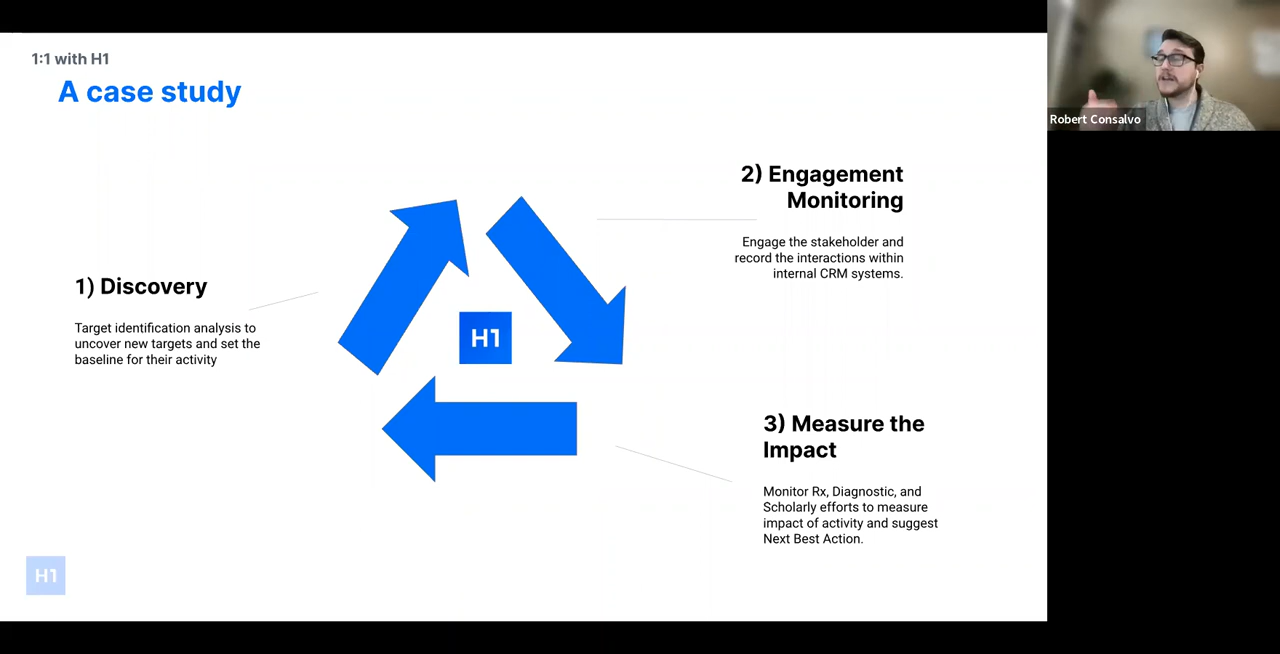 1:1 with H1
A case study
1) Discovery
Target identification analysis to
uncover new targets and set the
baseline for their activity
H1
2) Engagement
Monitoring
Engage the stakeholder and
record the interactions within
internal CRM systems.
3) Measure the
Impact
Monitor Rx, Diagnostic, and
Scholarly efforts to measure
impact of activity and suggest
Next Best Action.
H1
Robert Consalvo